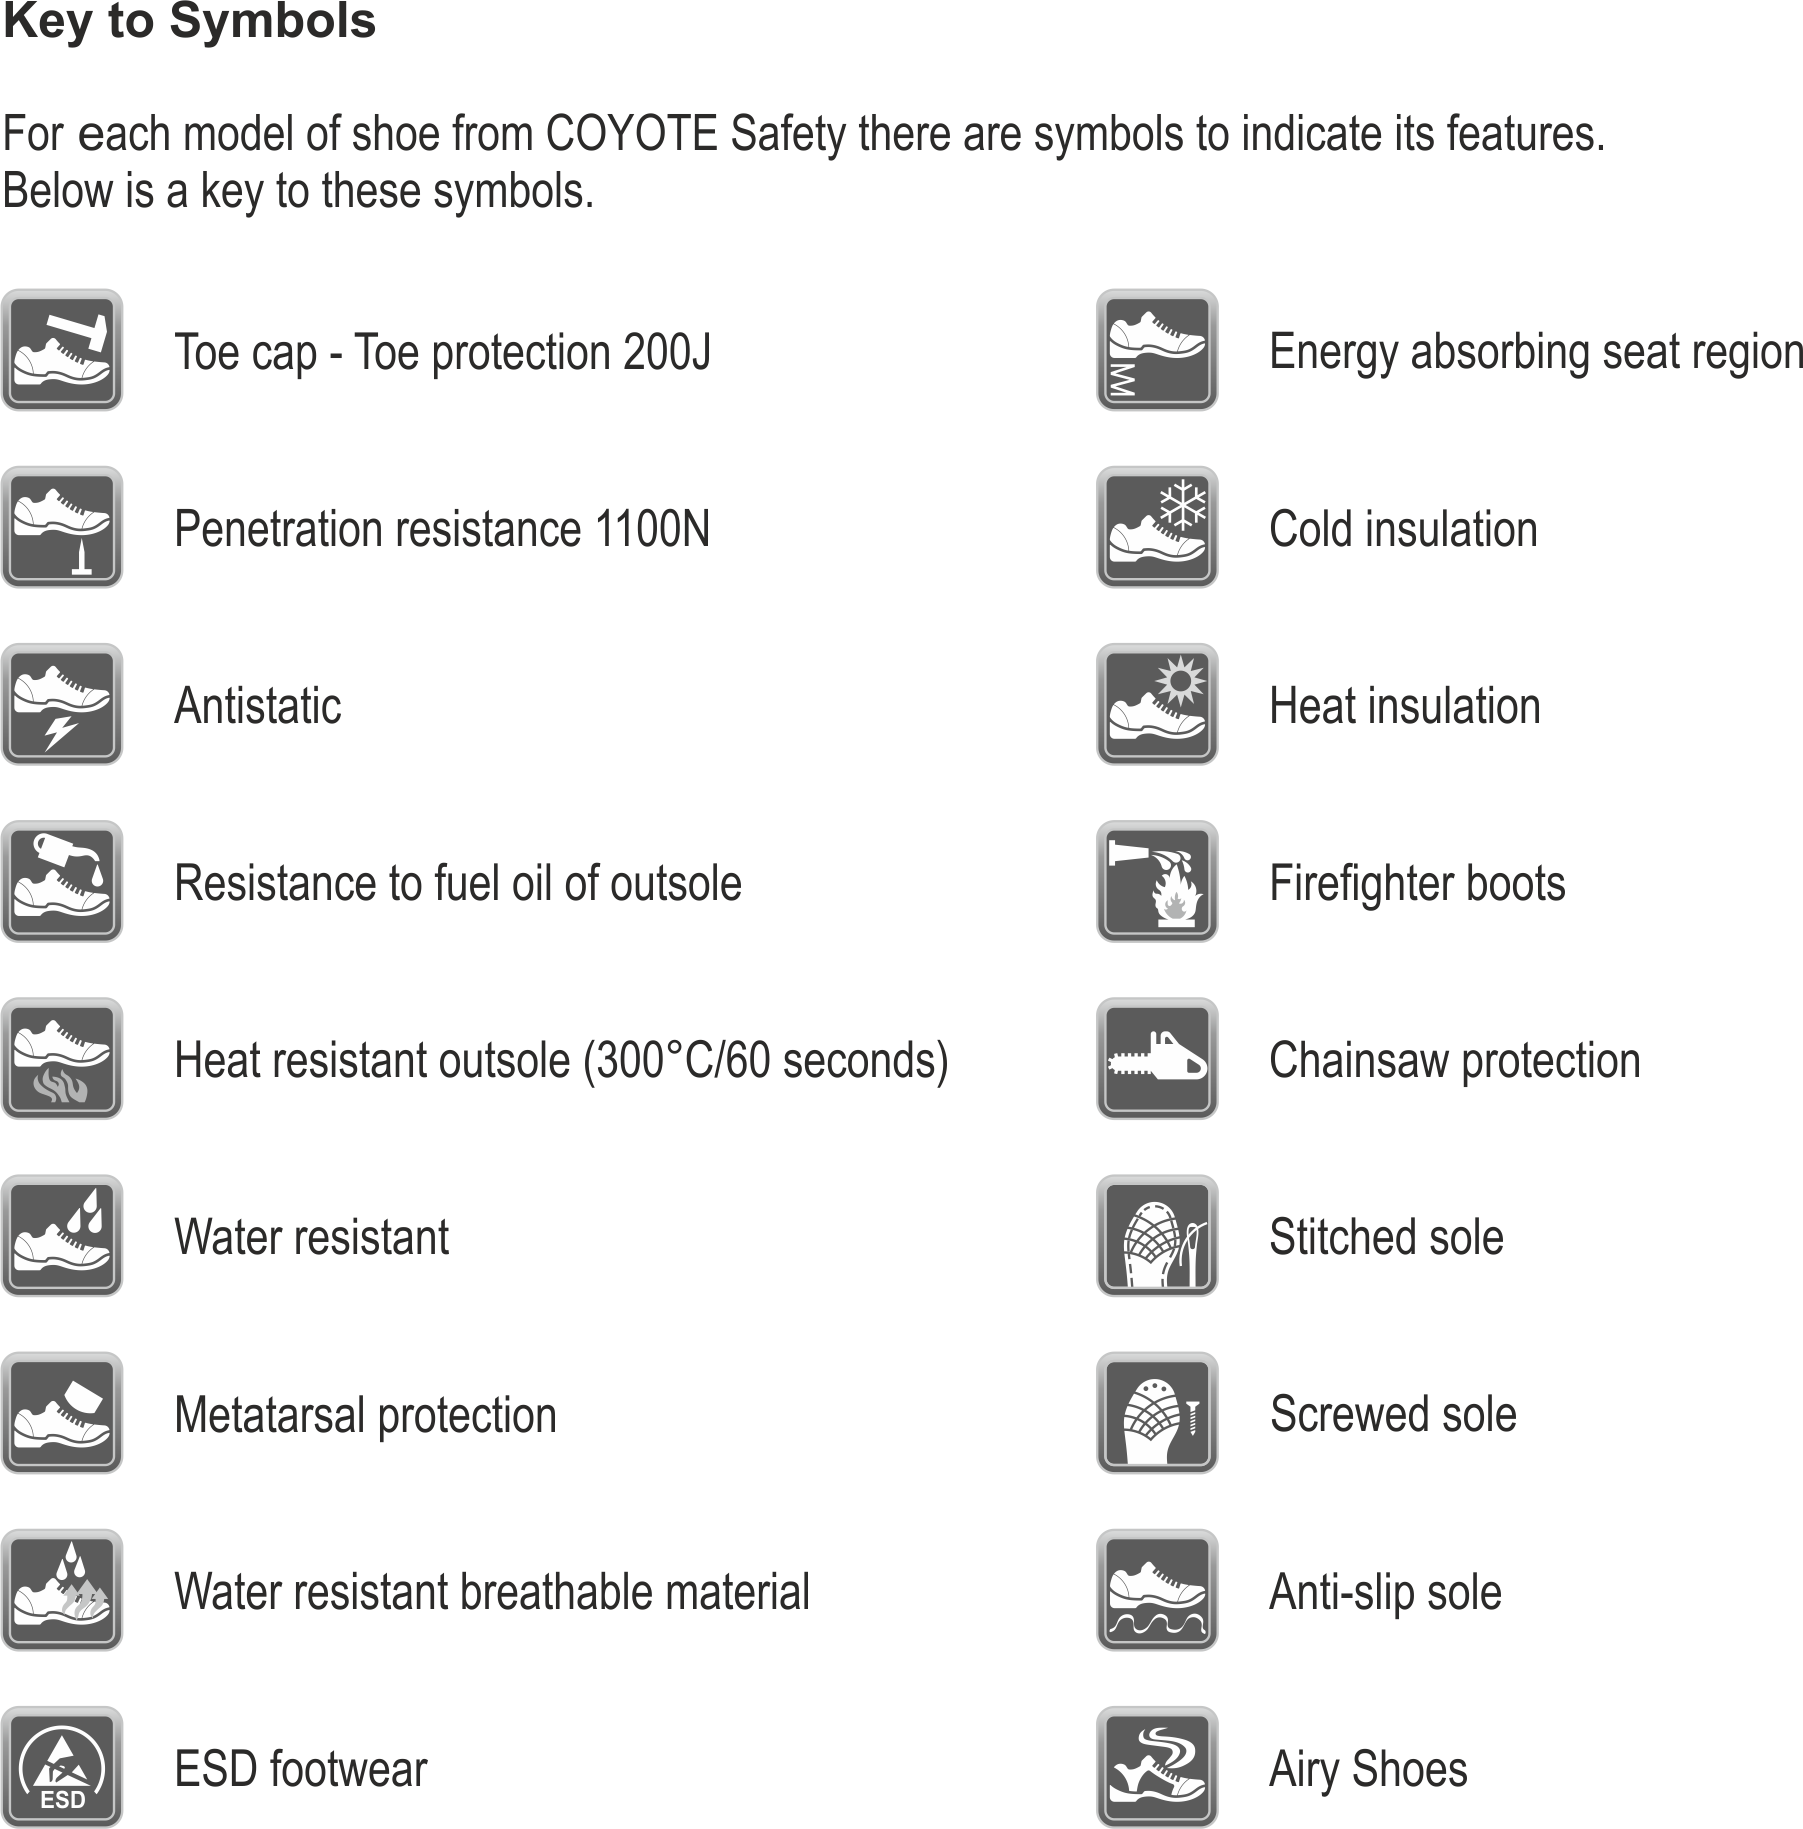 Key to Symbols
For each model of shoe from COYOTE Safety there are symbols to indicate its features.
Below is a key to these symbols.
Toe cap - Toe protection 200J
Penetration resistance 1100N
Antistatic
Resistance to fuel oil of outsole
Heat resistant outsole (300°C/60 seconds)
Water resistant
Metatarsal protection
Water resistant breathable material
ESD
ESD footwear
Energy absorbing seat region
Cold insulation
Heat insulation
Firefighter boots
Chainsaw protection
Stitched sole
Screwed sole
Anti-slip sole
Airy Shoes